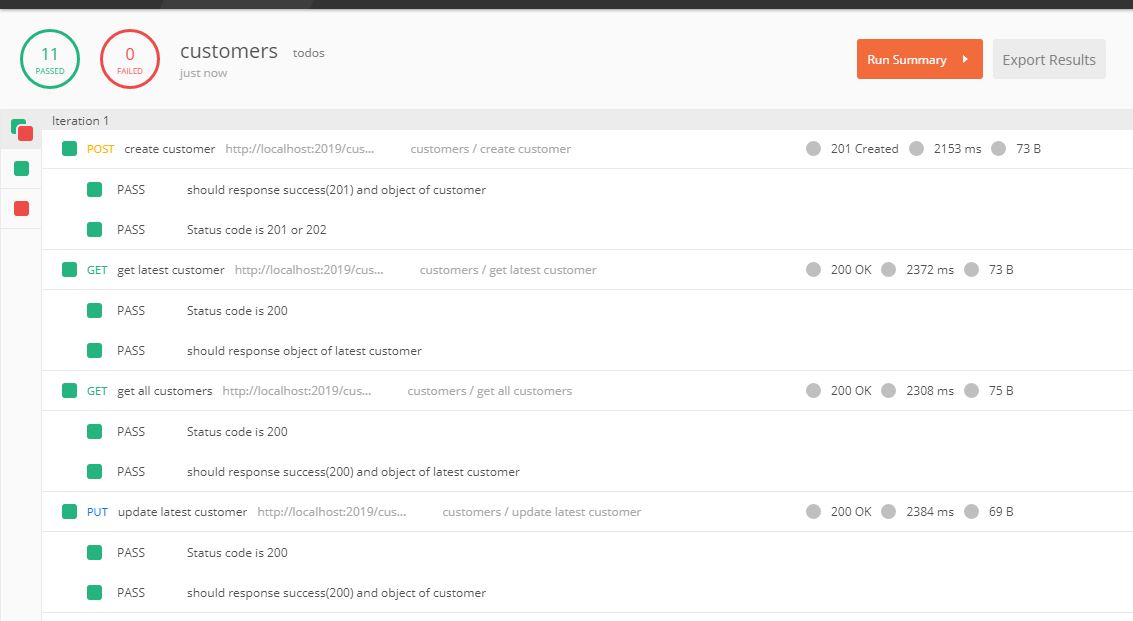 11 PASSED 0 FAILED customers todos just now Run Summary Export Results
Iteration 1
POST create customer http://localhost:2019/cus... customers / create customer 201 Created 2153 ms 73 B
PASS should response success(201) and object of customer
PASS Status code is 201 or 202
GET get latest customer http://localhost:2019/cus... customers / get latest customer 200 OK 2372 ms 73 B
PASS Status code is 200
PASS should response object of latest customer
GET get all customers http://localhost:2019/cus... customers / get all customers 200 OK 2308 ms 75 B
PASS Status code is 200
PASS should response success(200) and object of latest customer
PUT update latest customer http://localhost:2019/cus... customers / update latest customer 200 OK 2384 ms 69 B
PASS Status code is 200
PASS should response success(200) and object of customer